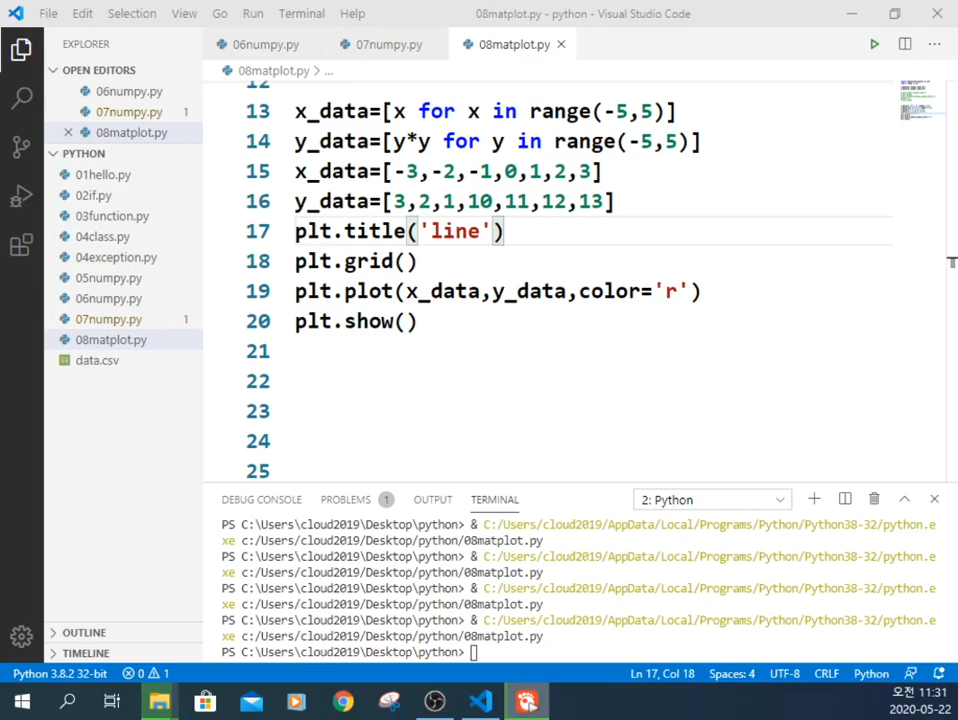 File Edit Selection View Go Run Terminal Help 08matplot.py - python - Visual Studio Code
EXPLORER
OPEN EDITORS
06numpy.py
07numpy.py 1
08matplot.py
PYTHON
01hello.py
02if.py
03function.py
04class.py
04exception.py
05numpy.py
06numpy.py
07numpy.py 1
08matplot.py
data.csv
OUTLINE
TIMELINE
06numpy.py 07numpy.py 08matplot.py
08matplot.py > ...
12
13 x_data=[x for x in range(-5,5)]
14 y_data=[y*y for y in range(-5,5)]
15 x_data=[-3,-2,-1,0,1,2,3]
16 y_data=[3,2,1,10,11,12,13]
17 plt.title('line')
18 plt.grid()
19 plt.plot(x_data,y_data,color='r')
20 plt.show()
21
22
23
24
25
DEBUG CONSOLE PROBLEMS 1 OUTPUT TERMINAL 2: Python
PS C:\Users\cloud2019\Desktop\python> & C:/Users/cloud2019/AppData/Local/Programs/Python/Python38-32/python.e
xe c:/Users/cloud2019/Desktop/python/08matplot.py
PS C:\Users\cloud2019\Desktop\python> & C:/Users/cloud2019/AppData/Local/Programs/Python/Python38-32/python.e
xe c:/Users/cloud2019/Desktop/python/08matplot.py
PS C:\Users\cloud2019\Desktop\python> & C:/Users/cloud2019/AppData/Local/Programs/Python/Python38-32/python.e
xe c:/Users/cloud2019/Desktop/python/08matplot.py
PS C:\Users\cloud2019\Desktop\python> & C:/Users/cloud2019/AppData/Local/Programs/Python/Python38-32/python.e
xe c:/Users/cloud2019/Desktop/python/08matplot.py
PS C:\Users\cloud2019\Desktop\python>
Python 3.8.2 32-bit 0 1 Ln 17, Col 18 Spaces: 4 UTF-8 CRLF Python
오전 11:31
2020-05-22